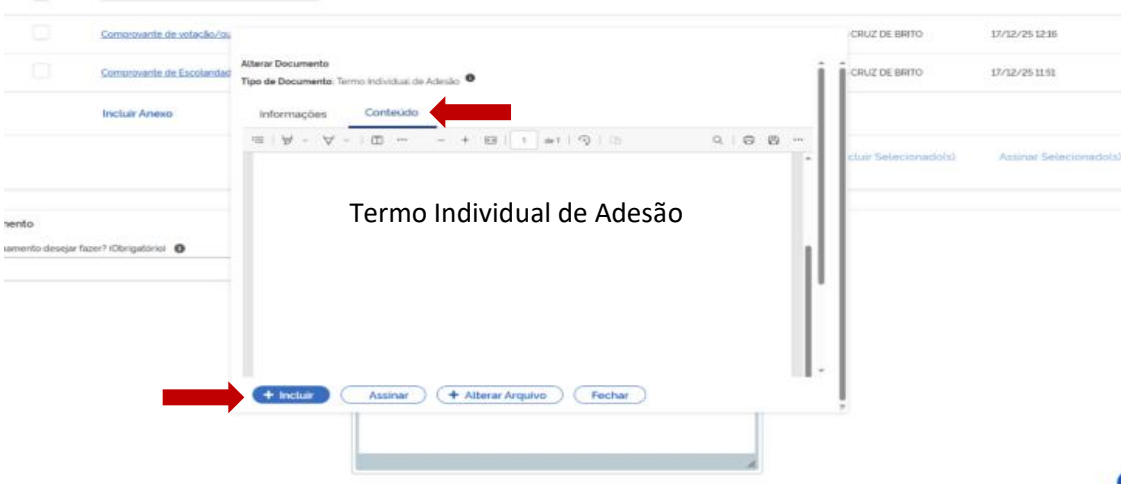 Comprovante de votação/qu
CRUZ DE BRITO
17/12/25 12:16
Alterar Documento
Tipo de Documento: Termo Individual de Adesão
Comprovante de Escolaridad
CRUZ DE BRITO
17/12/25 11:51
Incluir Anexo
Informações
Conteúdo
1 de 1
cluir Selecionado(s)
Assinar Selecionado(s)
Termo Individual de Adesão
mento
namento desejar fazer? (Obrigatório)
+ Incluir
Assinar
+ Alterar Arquivo
Fechar